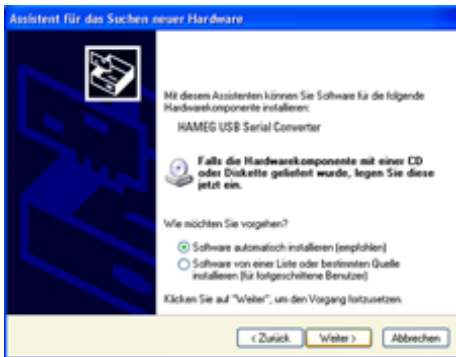 Assistent für das Suchen neuer Hardware
Mit diesem Assistenten können Sie Software für die folgende
Hardwarekomponente installieren:
HAMEG USB Serial Converter
Falls die Hardwarekomponente mit einer CD
oder Diskette geliefert wurde, legen Sie diese
jetzt ein.
Wie möchten Sie vorgehen?
Software automatisch installieren (empfohlen)
Software von einer Liste oder bestimmten Quelle
installieren (für fortgeschrittene Benutzer)
Klicken Sie auf "Weiter", um den Vorgang fortzusetzen.
< Zurück
Weiter >
Abbrechen